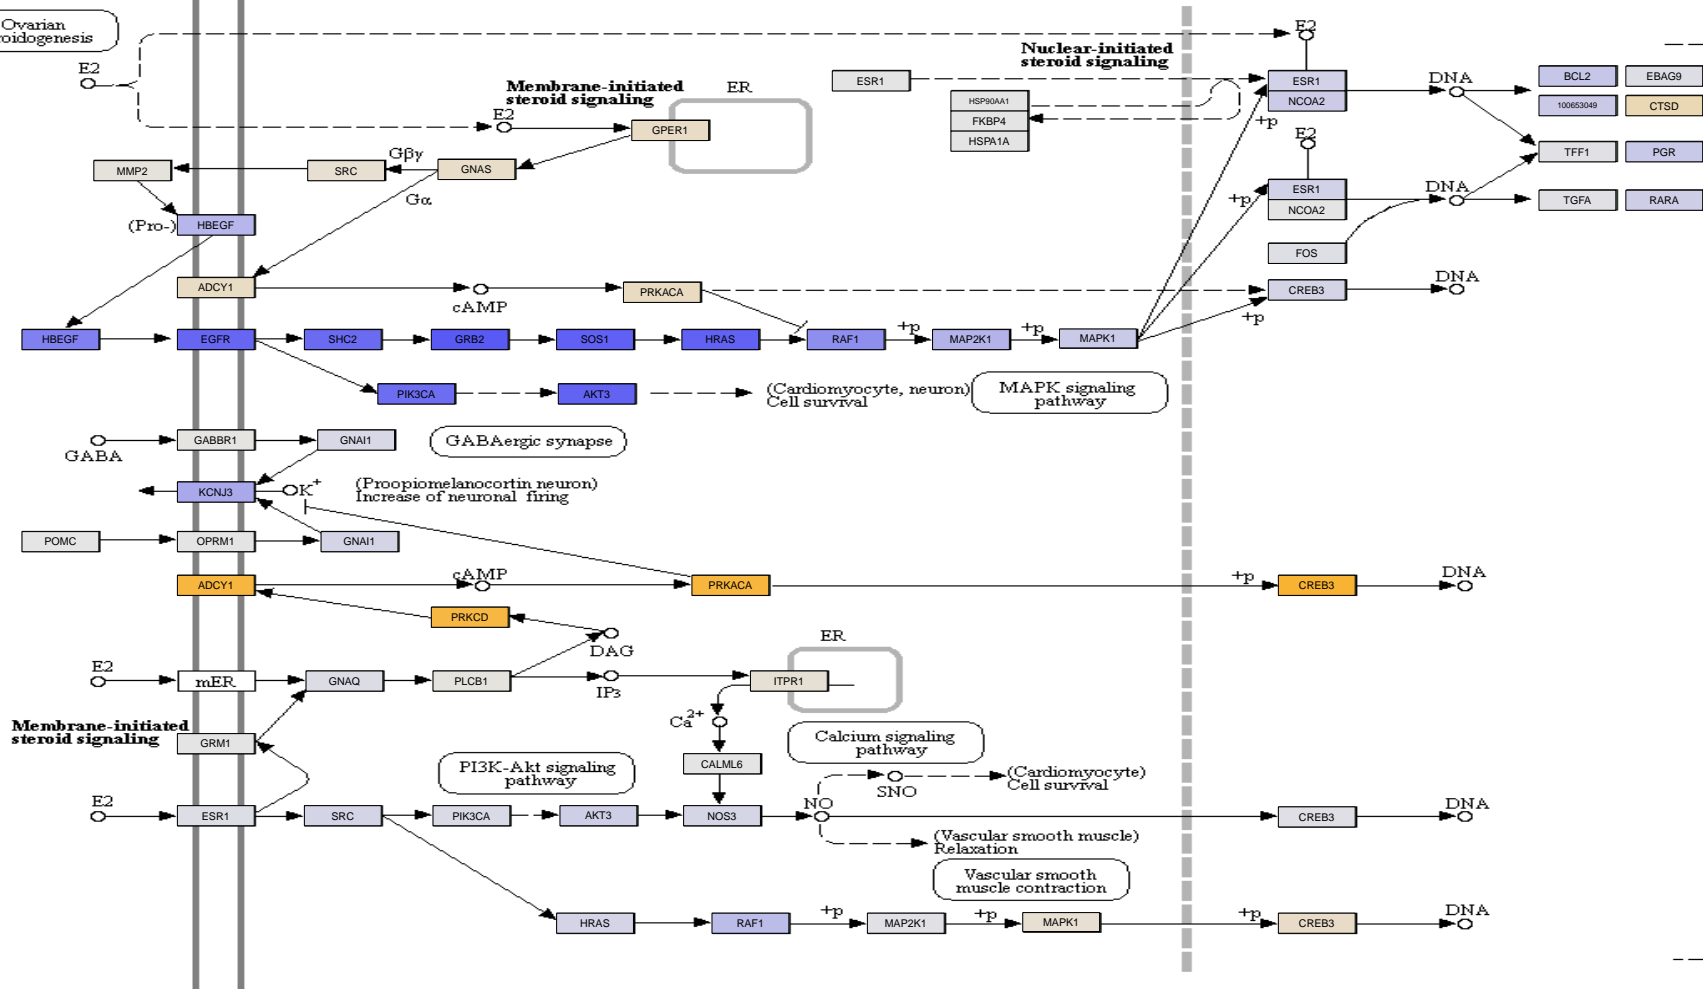 Ovarian
roidogenesis
E2
E2
Nuclear-initiated
steroid signaling
Membrane-initiated
steroid signaling
ER
ESR1
ESR1
NCOA2
DNA
BCL2
EBAG9
HSP90AA1
FKBP4
HSPA1A
100653049
CTSD
E2
GPER1
+p
E2
Gβγ
MMP2
SRC
GNAS
TFF1
PGR
Gα
ESR1
NCOA2
+p
DNA
TGFA
RARA
(Pro-)
HBEGF
FOS
ADCY1
cAMP
PRKACA
CREB3
DNA
+p
HBEGF
EGFR
SHC2
GRB2
SOS1
HRAS
RAF1
+p
MAP2K1
+p
MAPK1
PIK3CA
AKT3
(Cardiomyocyte, neuron)
Cell survival
MAPK signaling
pathway
GABA
GABBR1
GNAI1
GABAergic synapse
KCNJ3
K+
(Proopiomelanocortin neuron)
Increase of neuronal firing
POMC
OPRM1
GNAI1
ADCY1
cAMP
PRKACA
+p
CREB3
DNA
PRKCD
DAG
ER
E2
mER
GNAQ
PLCB1
IP3
ITPR1
Membrane-initiated
steroid signaling
GRM1
Ca2+
Calcium signaling
pathway
PI3K-Akt signaling
pathway
CALML6
(Cardiomyocyte)
Cell survival
SNO
E2
ESR1
SRC
PIK3CA
AKT3
NOS3
NO
CREB3
DNA
(Vascular smooth muscle)
Relaxation
Vascular smooth
muscle contraction
HRAS
RAF1
+p
MAP2K1
+p
MAPK1
+p
CREB3
DNA